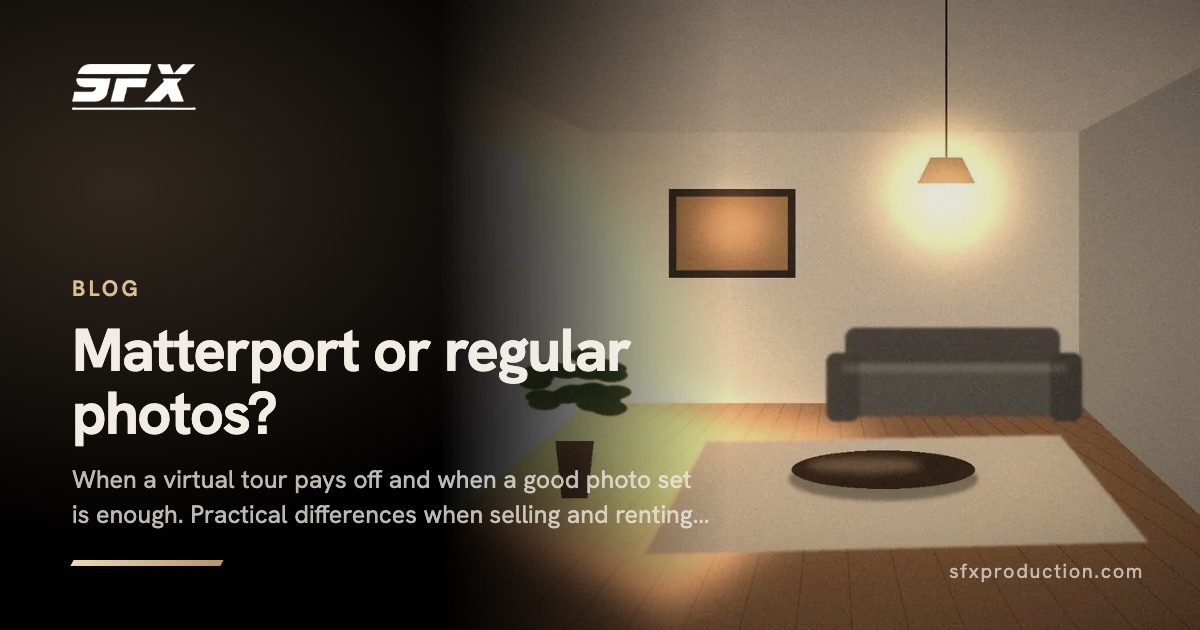 SFX
BLOG
Matterport or regular
photos?
When a virtual tour pays off and when a good photo set
is enough. Practical differences when selling and renting...
sfxproduction.com